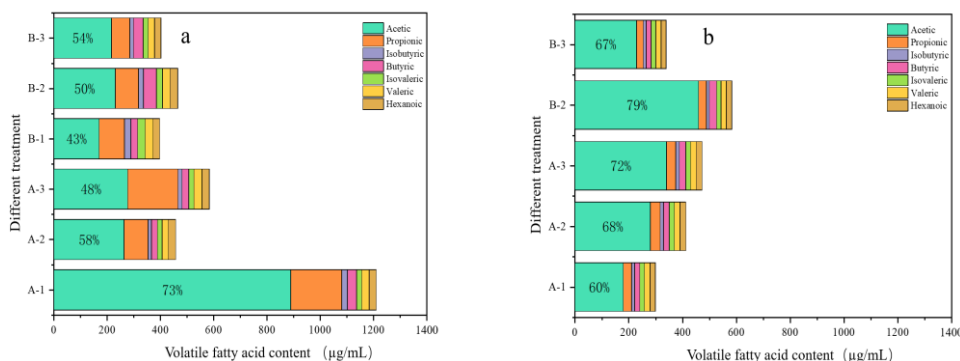 a
Acetic
Propionic
Isobutyric
Butyric
Isovaleric
Valeric
Hexanoic
Different treatment
B-3
54%
B-2
50%
B-1
43%
A-3
48%
A-2
58%
A-1
73%
0 200 400 600 800 1000 1200 1400
Volatile fatty acid content （μg/mL）
b
Acetic
Propionic
Isobutyric
Butyric
Isovaleric
Valeric
Hexanoic
Different treatment
B-3
67%
B-2
79%
A-3
72%
A-2
68%
A-1
60%
0 200 400 600 800 1000 1200 1400
Volatile fatty acid content （μg/mL）